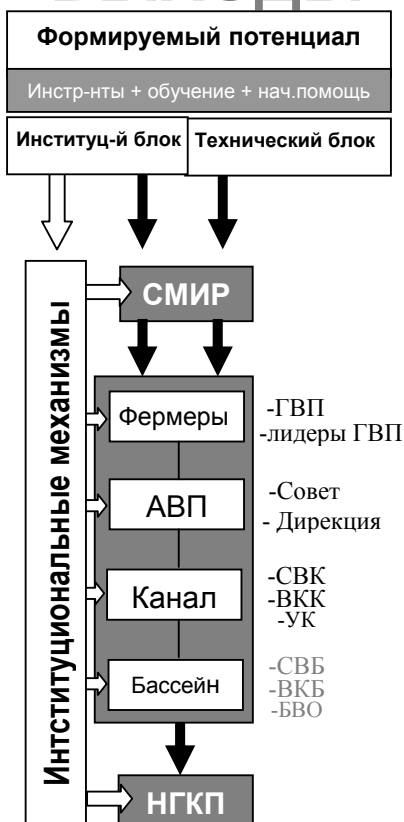 Формируемый потенциал
Инстр-нты + обучение + нач.помощь
Институц-й блок
Технический блок
Интституциональные механизмы
СМИР
Фермеры
-ГВП
-лидеры ГВП
АВП
-Совет
- Дирекция
Канал
-СВК
-ВКК
-УК
Бассейн
-СВБ
-ВКБ
-БВО
НГКП